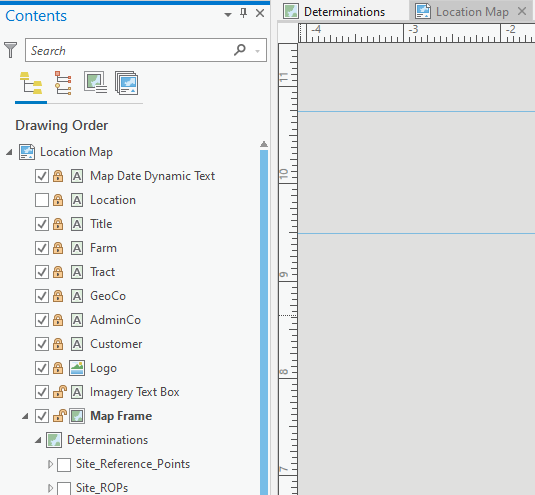 Contents
Determinations
Location Map
Search
-4
-3
-2
Drawing Order
11
Location Map
Map Date Dynamic Text
10
Location
Title
Farm
Tract
9
GeoCo
AdminCo
Customer
Logo
8
Imagery Text Box
Map Frame
Determinations
Site_Reference_Points
7
Site_ROPs